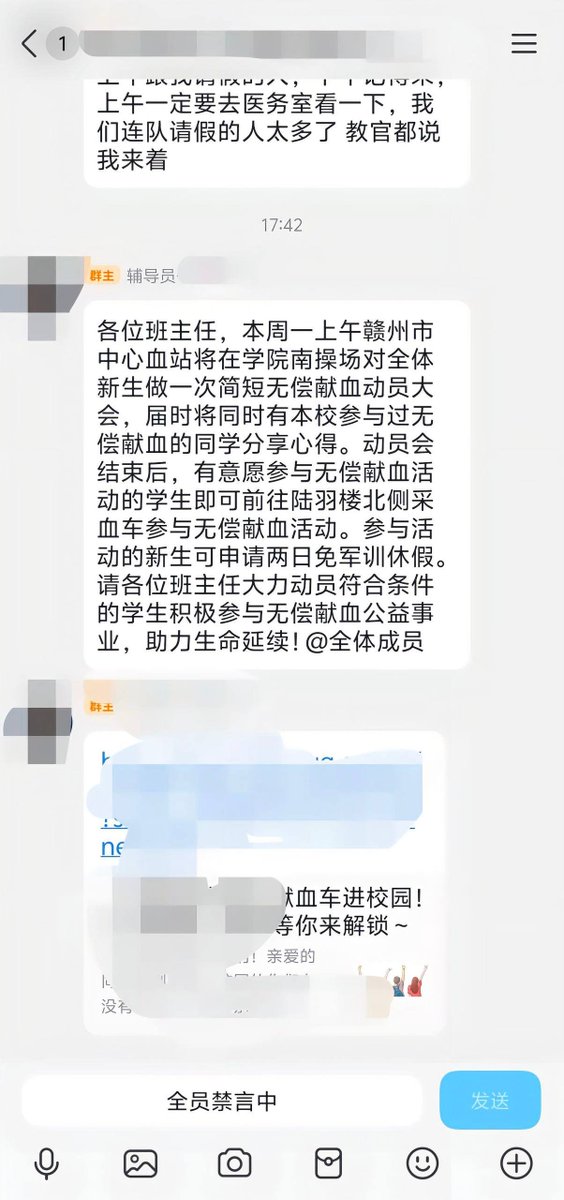 1
上午一定要去医务室看一下，我
们连队请假的人太多了 教官都说
我来着
17:42
群主 辅导员
各位班主任，本周一上午赣州市
中心血站将在学院南操场对全体
新生做一次简短无偿献血动员大
会，届时将同时有本校参与过无
偿献血的同学分享心得。动员会
结束后，有意愿参与无偿献血活
动的学生即可前往陆羽楼北侧采
血车参与无偿献血活动。参与活
动的新生可申请两日免军训休假。
请各位班主任大力动员符合条件
的学生积极参与无偿献血公益事
业，助力生命延续！@全体成员
群主
ne
献血车进校园！
等你来解锁～
！亲爱的
没有
全员禁言中
发送